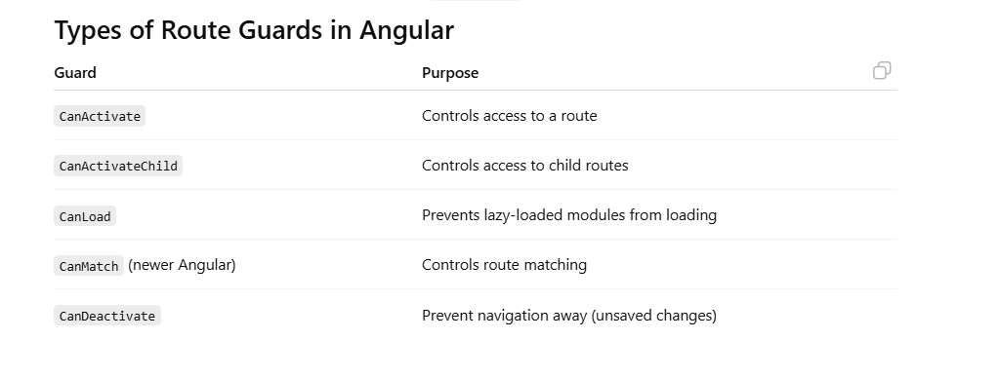 Types of Route Guards in Angular
Guard Purpose
CanActivate Controls access to a route
CanActivateChild Controls access to child routes
CanLoad Prevents lazy-loaded modules from loading
CanMatch (newer Angular) Controls route matching
CanDeactivate Prevent navigation away (unsaved changes)